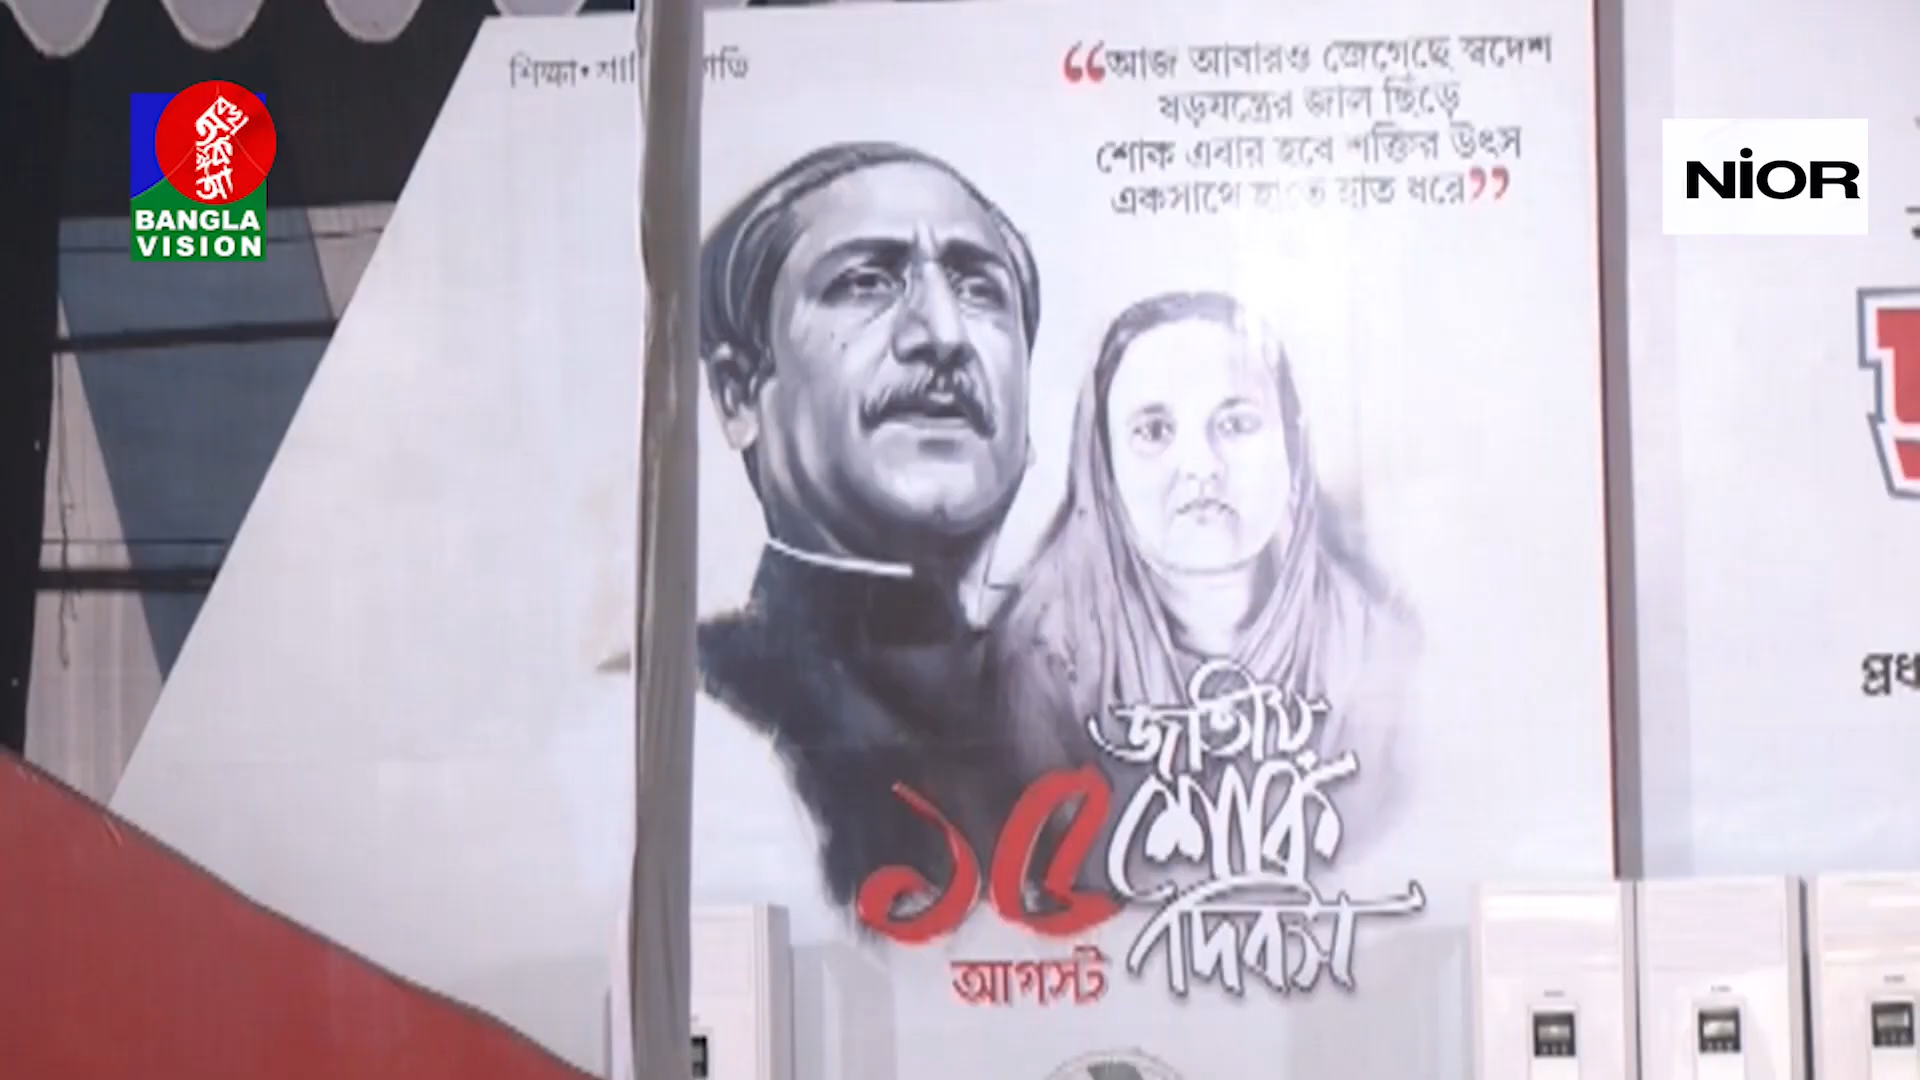 শিক্ষা•
“আজ আবারও জেগেছে স্বদেশ
ষড়যন্ত্রের জাল ছিঁড়ে
শোক এবার হবে শক্তির উৎস
একসাথে হাতে হাত ধরে”
জাতীয়
শোক
দিবস
১৫
আগস্ট
BANGLA
VISION
NiOR